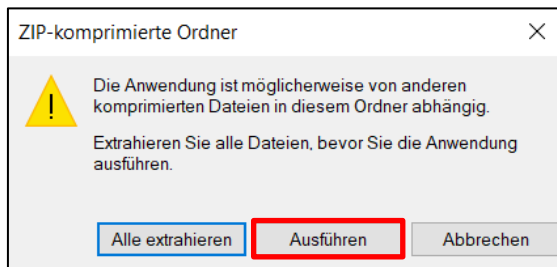 ZIP-komprimierte Ordner
Die Anwendung ist möglicherweise von anderen
komprimierten Dateien in diesem Ordner abhängig.
Extrahieren Sie alle Dateien, bevor Sie die Anwendung
ausführen.
Alle extrahieren
Ausführen
Abbrechen